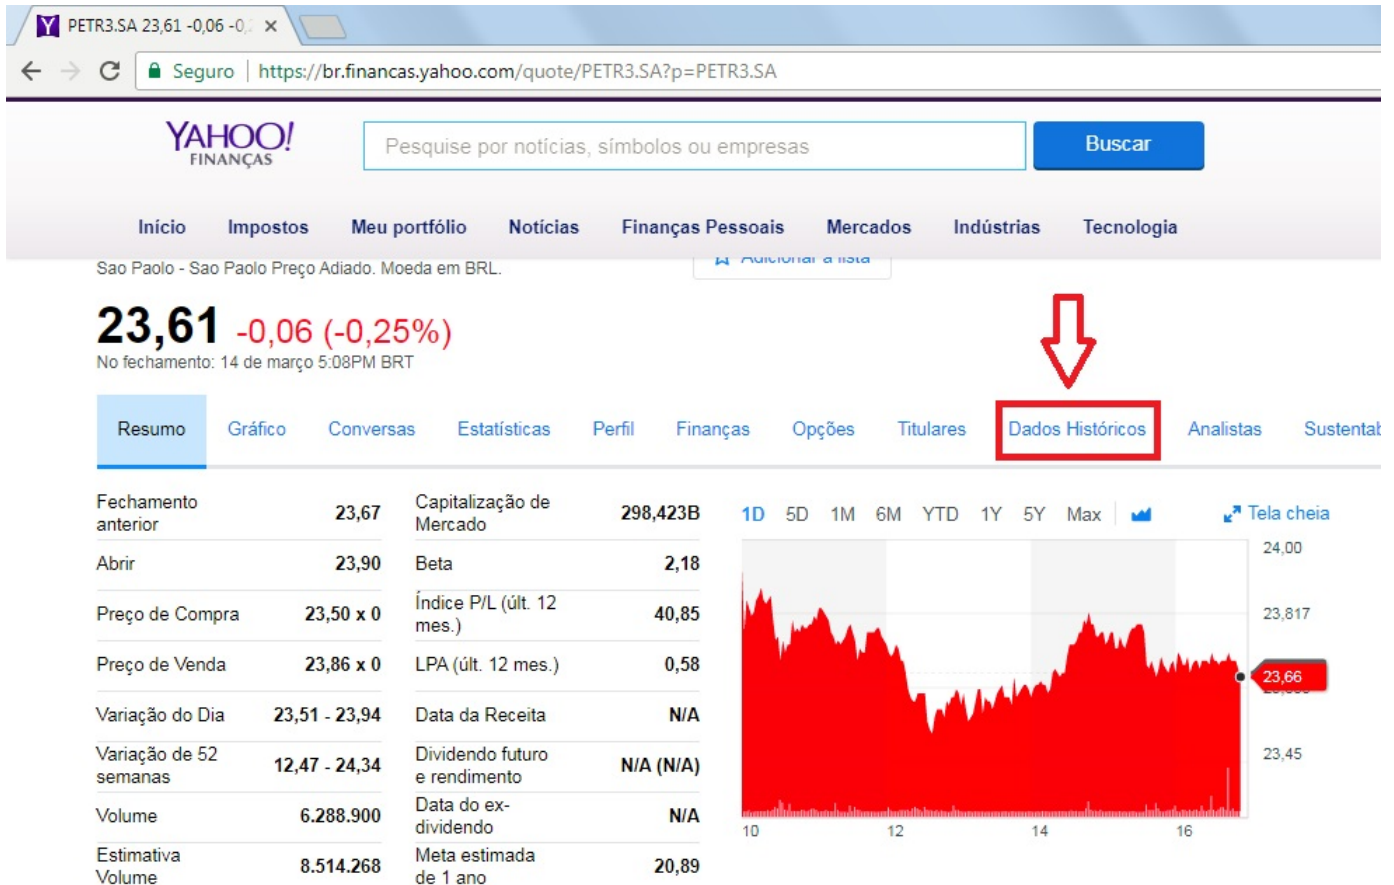 PETR3.SA 23,61 -0,06 -0,
Seguro | https://br.financas.yahoo.com/quote/PETR3.SA?p=PETR3.SA
YAHOO!
FINANÇAS
Pesquise por notícias, símbolos ou empresas
Buscar
Início Impostos Meu portfólio Notícias Finanças Pessoais Mercados Indústrias Tecnologia
Sao Paolo - Sao Paolo Preço Adiado. Moeda em BRL.
Adicionar à lista
23,61 -0,06 (-0,25%)
No fechamento: 14 de março 5:08PM BRT
Resumo Gráfico Conversas Estatísticas Perfil Finanças Opções Titulares Dados Históricos Analistas Sustentab
Fechamento
anterior
23,67
Abrir 23,90
Preço de Compra 23,50 x 0
Preço de Venda 23,86 x 0
Variação do Dia 23,51 - 23,94
Variação de 52
semanas
12,47 - 24,34
Volume 6.288.900
Estimativa
Volume
8.514.268
Capitalização de
Mercado
298,423B
Beta 2,18
Índice P/L (últ. 12
mes.)
40,85
LPA (últ. 12 mes.) 0,58
Data da Receita N/A
Dividendo futuro
e rendimento
N/A (N/A)
Data do ex-
dividendo
N/A
Meta estimada
de 1 ano
20,89
1D 5D 1M 6M YTD 1Y 5Y Max Tela cheia
24,00
23,817
23,66
23,45
10 12 14 16